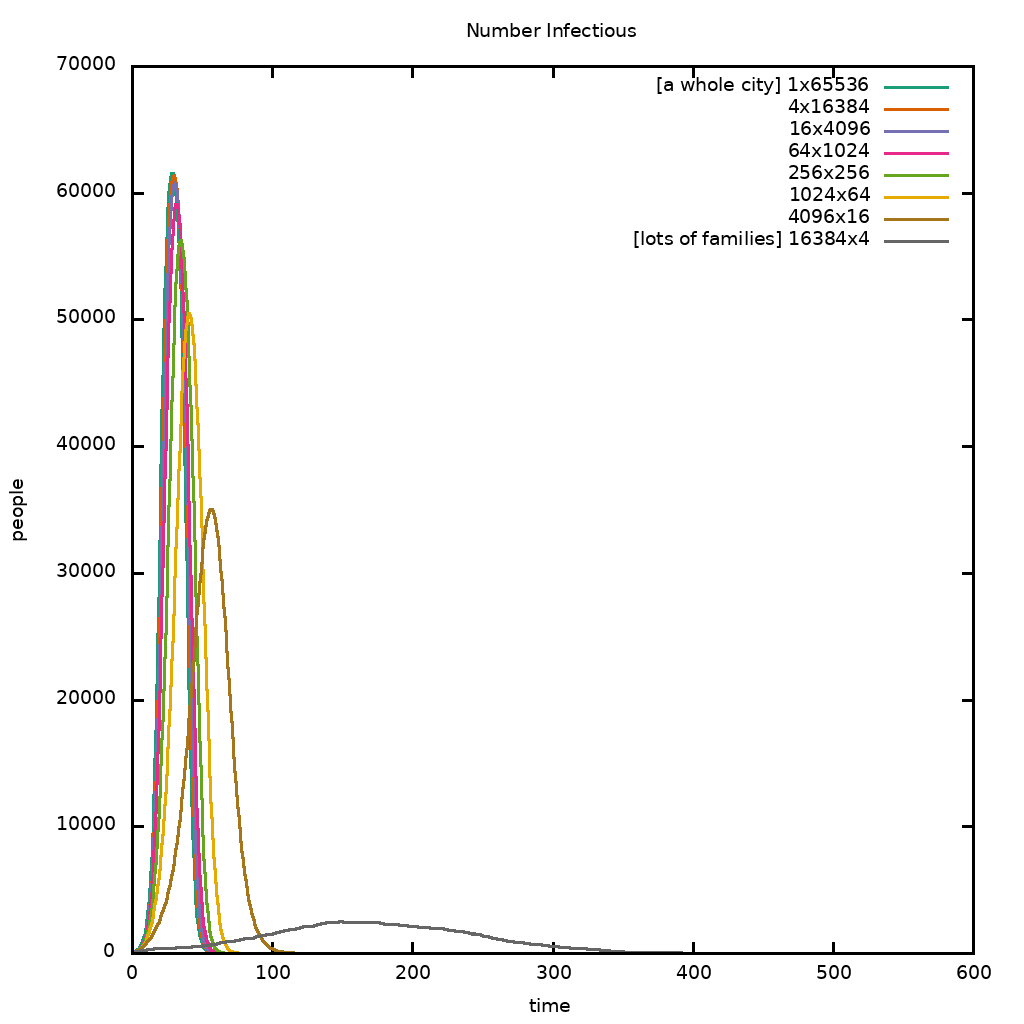 Number Infectious
70000
60000
50000
40000
30000
20000
10000
0
people
[a whole city] 1x65536
4x16384
16x4096
64x1024
256x256
1024x64
4096x16
[lots of families] 16384x4
0 100 200 300 400 500 600
time